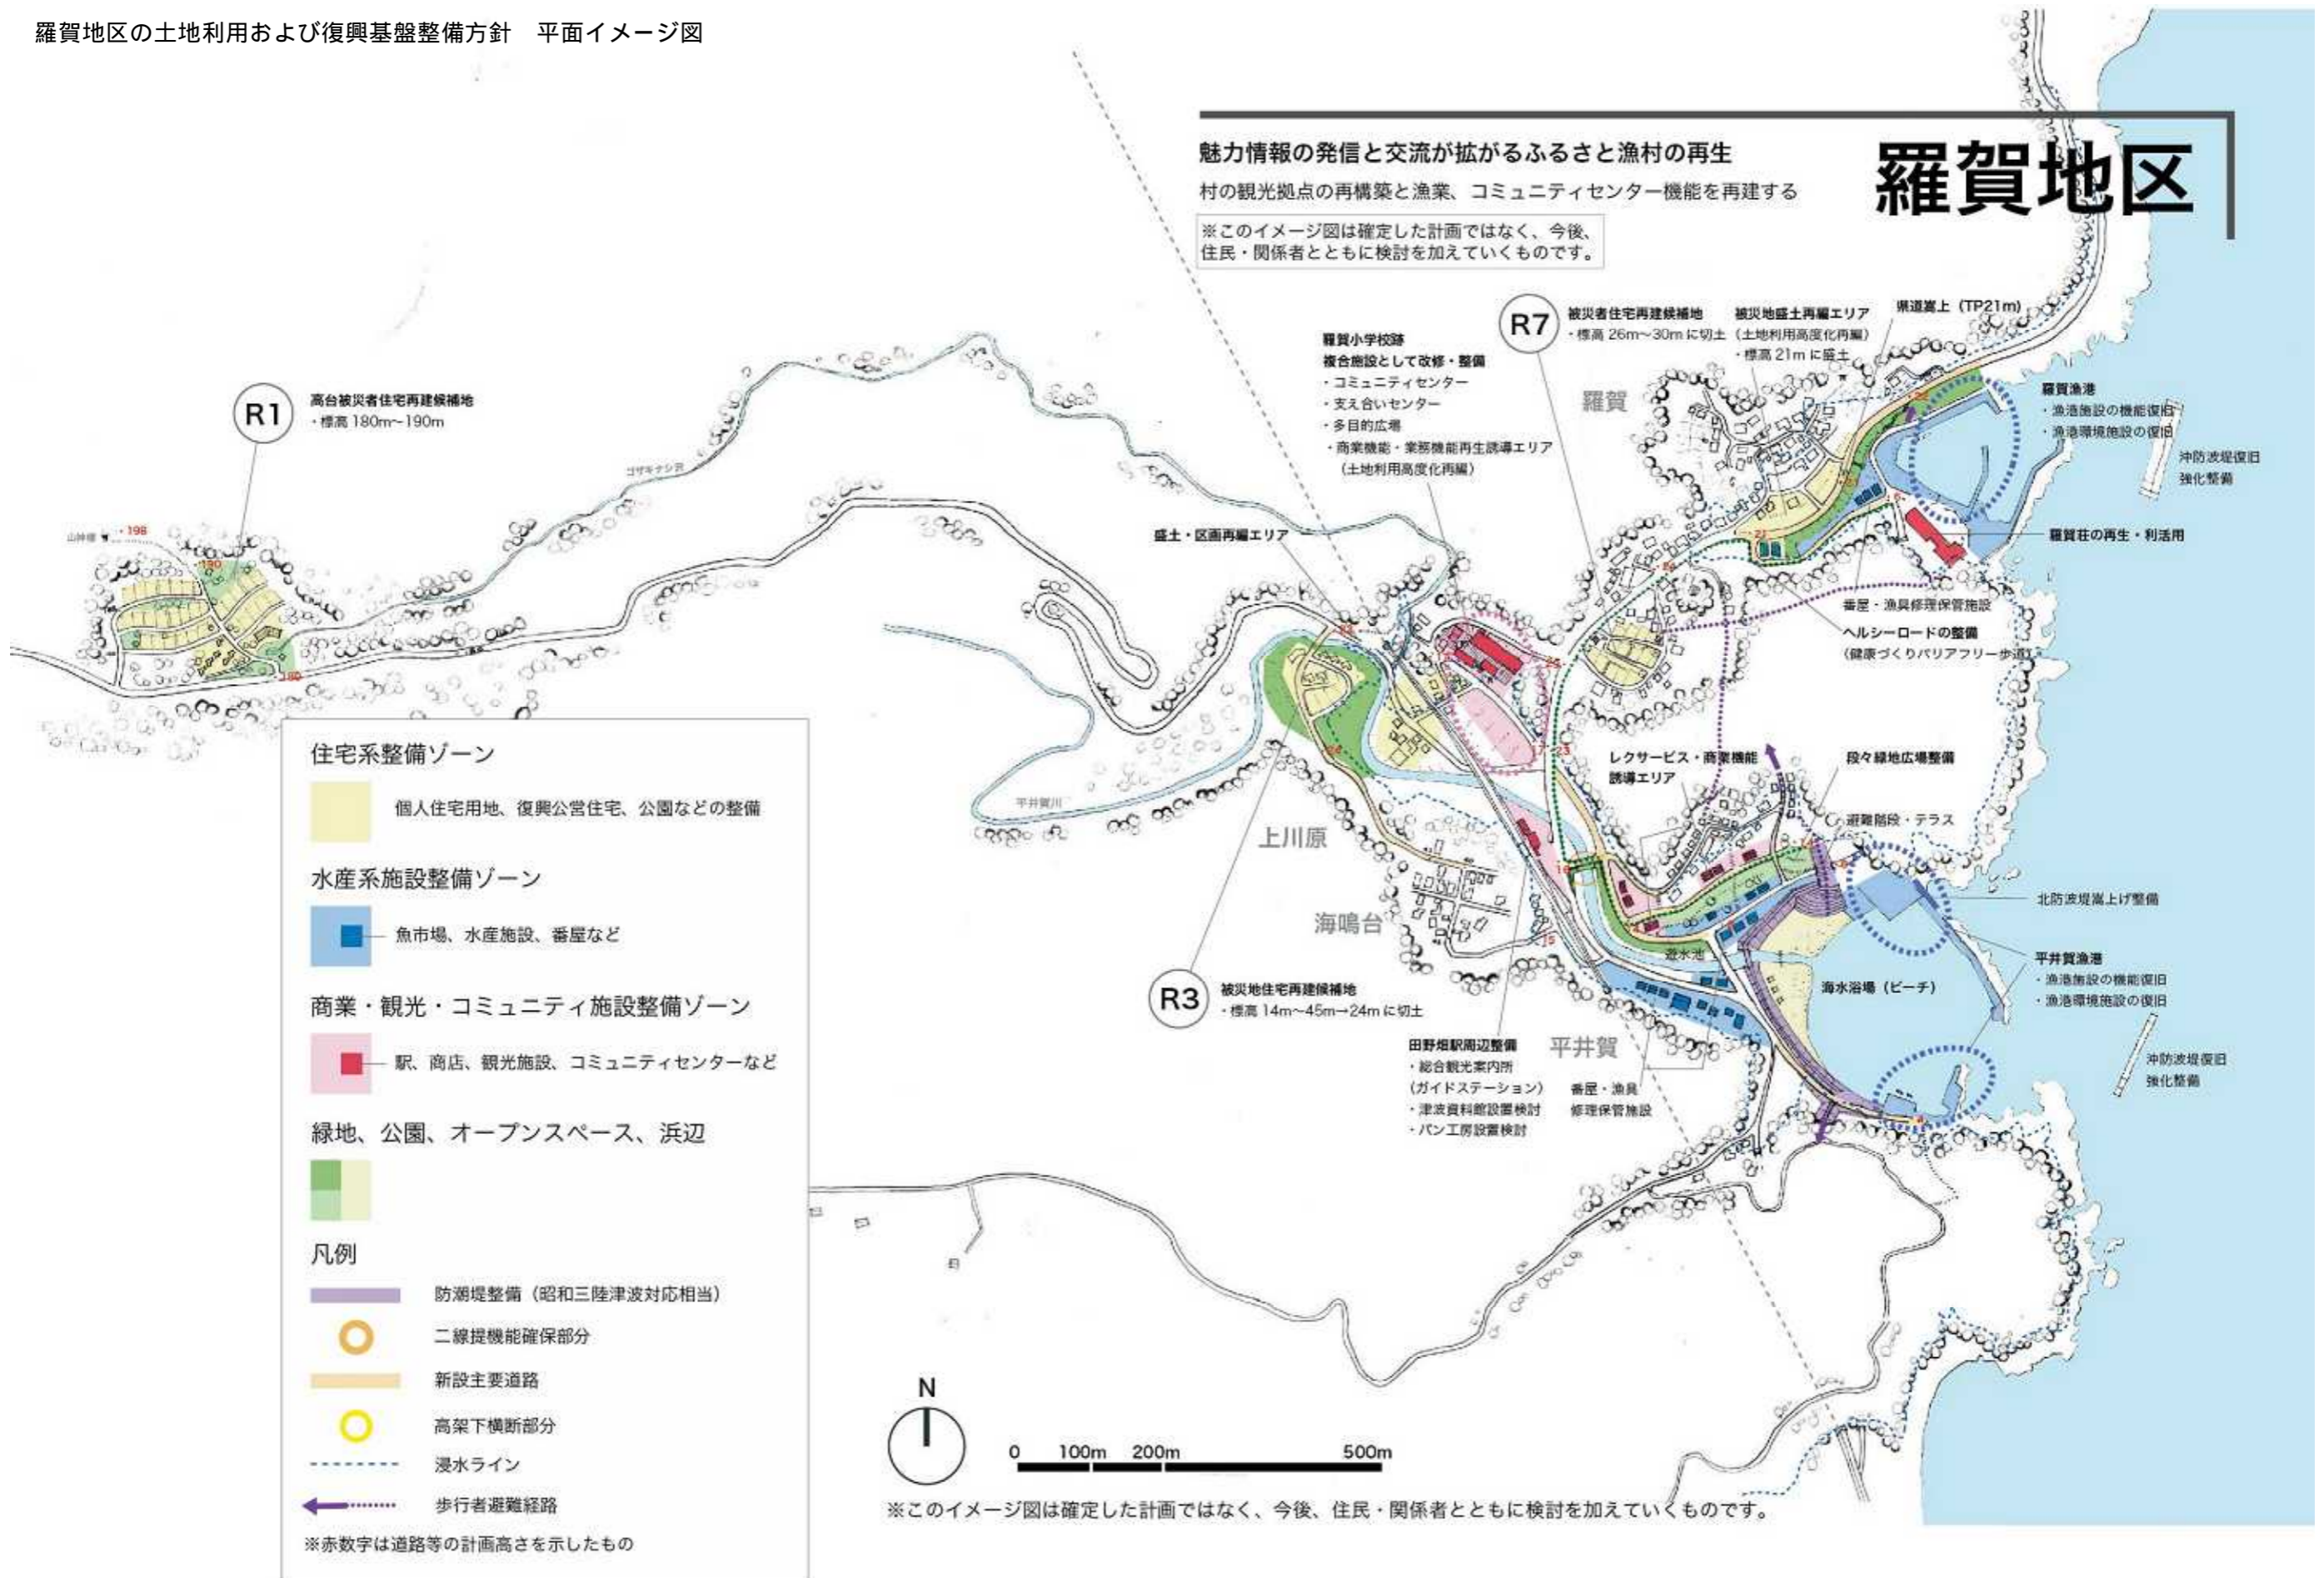 羅賀地区の土地利用および復興基盤整備方針　平面イメージ図
魅力情報の発信と交流が拡がるふるさと漁村の再生
村の観光拠点の再構築と漁業、コミュニティセンター機能を再建する
※このイメージ図は確定した計画ではなく、今後、
住民・関係者とともに検討を加えていくものです。
羅賀地区
R1
高台被災者住宅再建候補地
・標高 180m〜190m
・198
190
180
R7
被災者住宅再建候補地
・標高 26m〜30m に切土
被災地盛土再編エリア
（土地利用高度化再編）
・標高 21m に盛土
県道嵩上（TP21m）
羅賀小学校跡
複合施設として改修・整備
・コミュニティセンター
・支え合いセンター
・多目的広場
・商業機能・業務機能再生誘導エリア
（土地利用高度化再編）
羅賀
羅賀漁港
・漁港施設の機能復旧
・漁港環境施設の復旧
沖防波堤復旧
強化整備
盛土・区画再編エリア
羅賀荘の再生・利活用
番屋・漁具修理保管施設
ヘルシーロードの整備
（健康づくりバリアフリー歩道）
レクサービス・商業機能
誘導エリア
段々緑地広場整備
避難階段・テラス
平井賀川
上川原
海鳴台
北防波堤嵩上げ整備
遊水池
海水浴場（ビーチ）
平井賀漁港
・漁港施設の機能復旧
・漁港環境施設の復旧
沖防波堤復旧
強化整備
R3
被災地住宅再建候補地
・標高 14m〜45m→24m に切土
田野畑駅周辺整備
・総合観光案内所
（ガイドステーション）
・津波資料館設置検討
・パン工房設置検討
平井賀
番屋・漁具
修理保管施設
住宅系整備ゾーン
個人住宅用地、復興公営住宅、公園などの整備
水産系施設整備ゾーン
魚市場、水産施設、番屋など
商業・観光・コミュニティ施設整備ゾーン
駅、商店、観光施設、コミュニティセンターなど
緑地、公園、オープンスペース、浜辺
凡例
防潮堤整備（昭和三陸津波対応相当）
二線提機能確保部分
新設主要道路
高架下横断部分
浸水ライン
歩行者避難経路
※赤数字は道路等の計画高さを示したもの
N
0 100m 200m 500m
※このイメージ図は確定した計画ではなく、今後、住民・関係者とともに検討を加えていくものです。